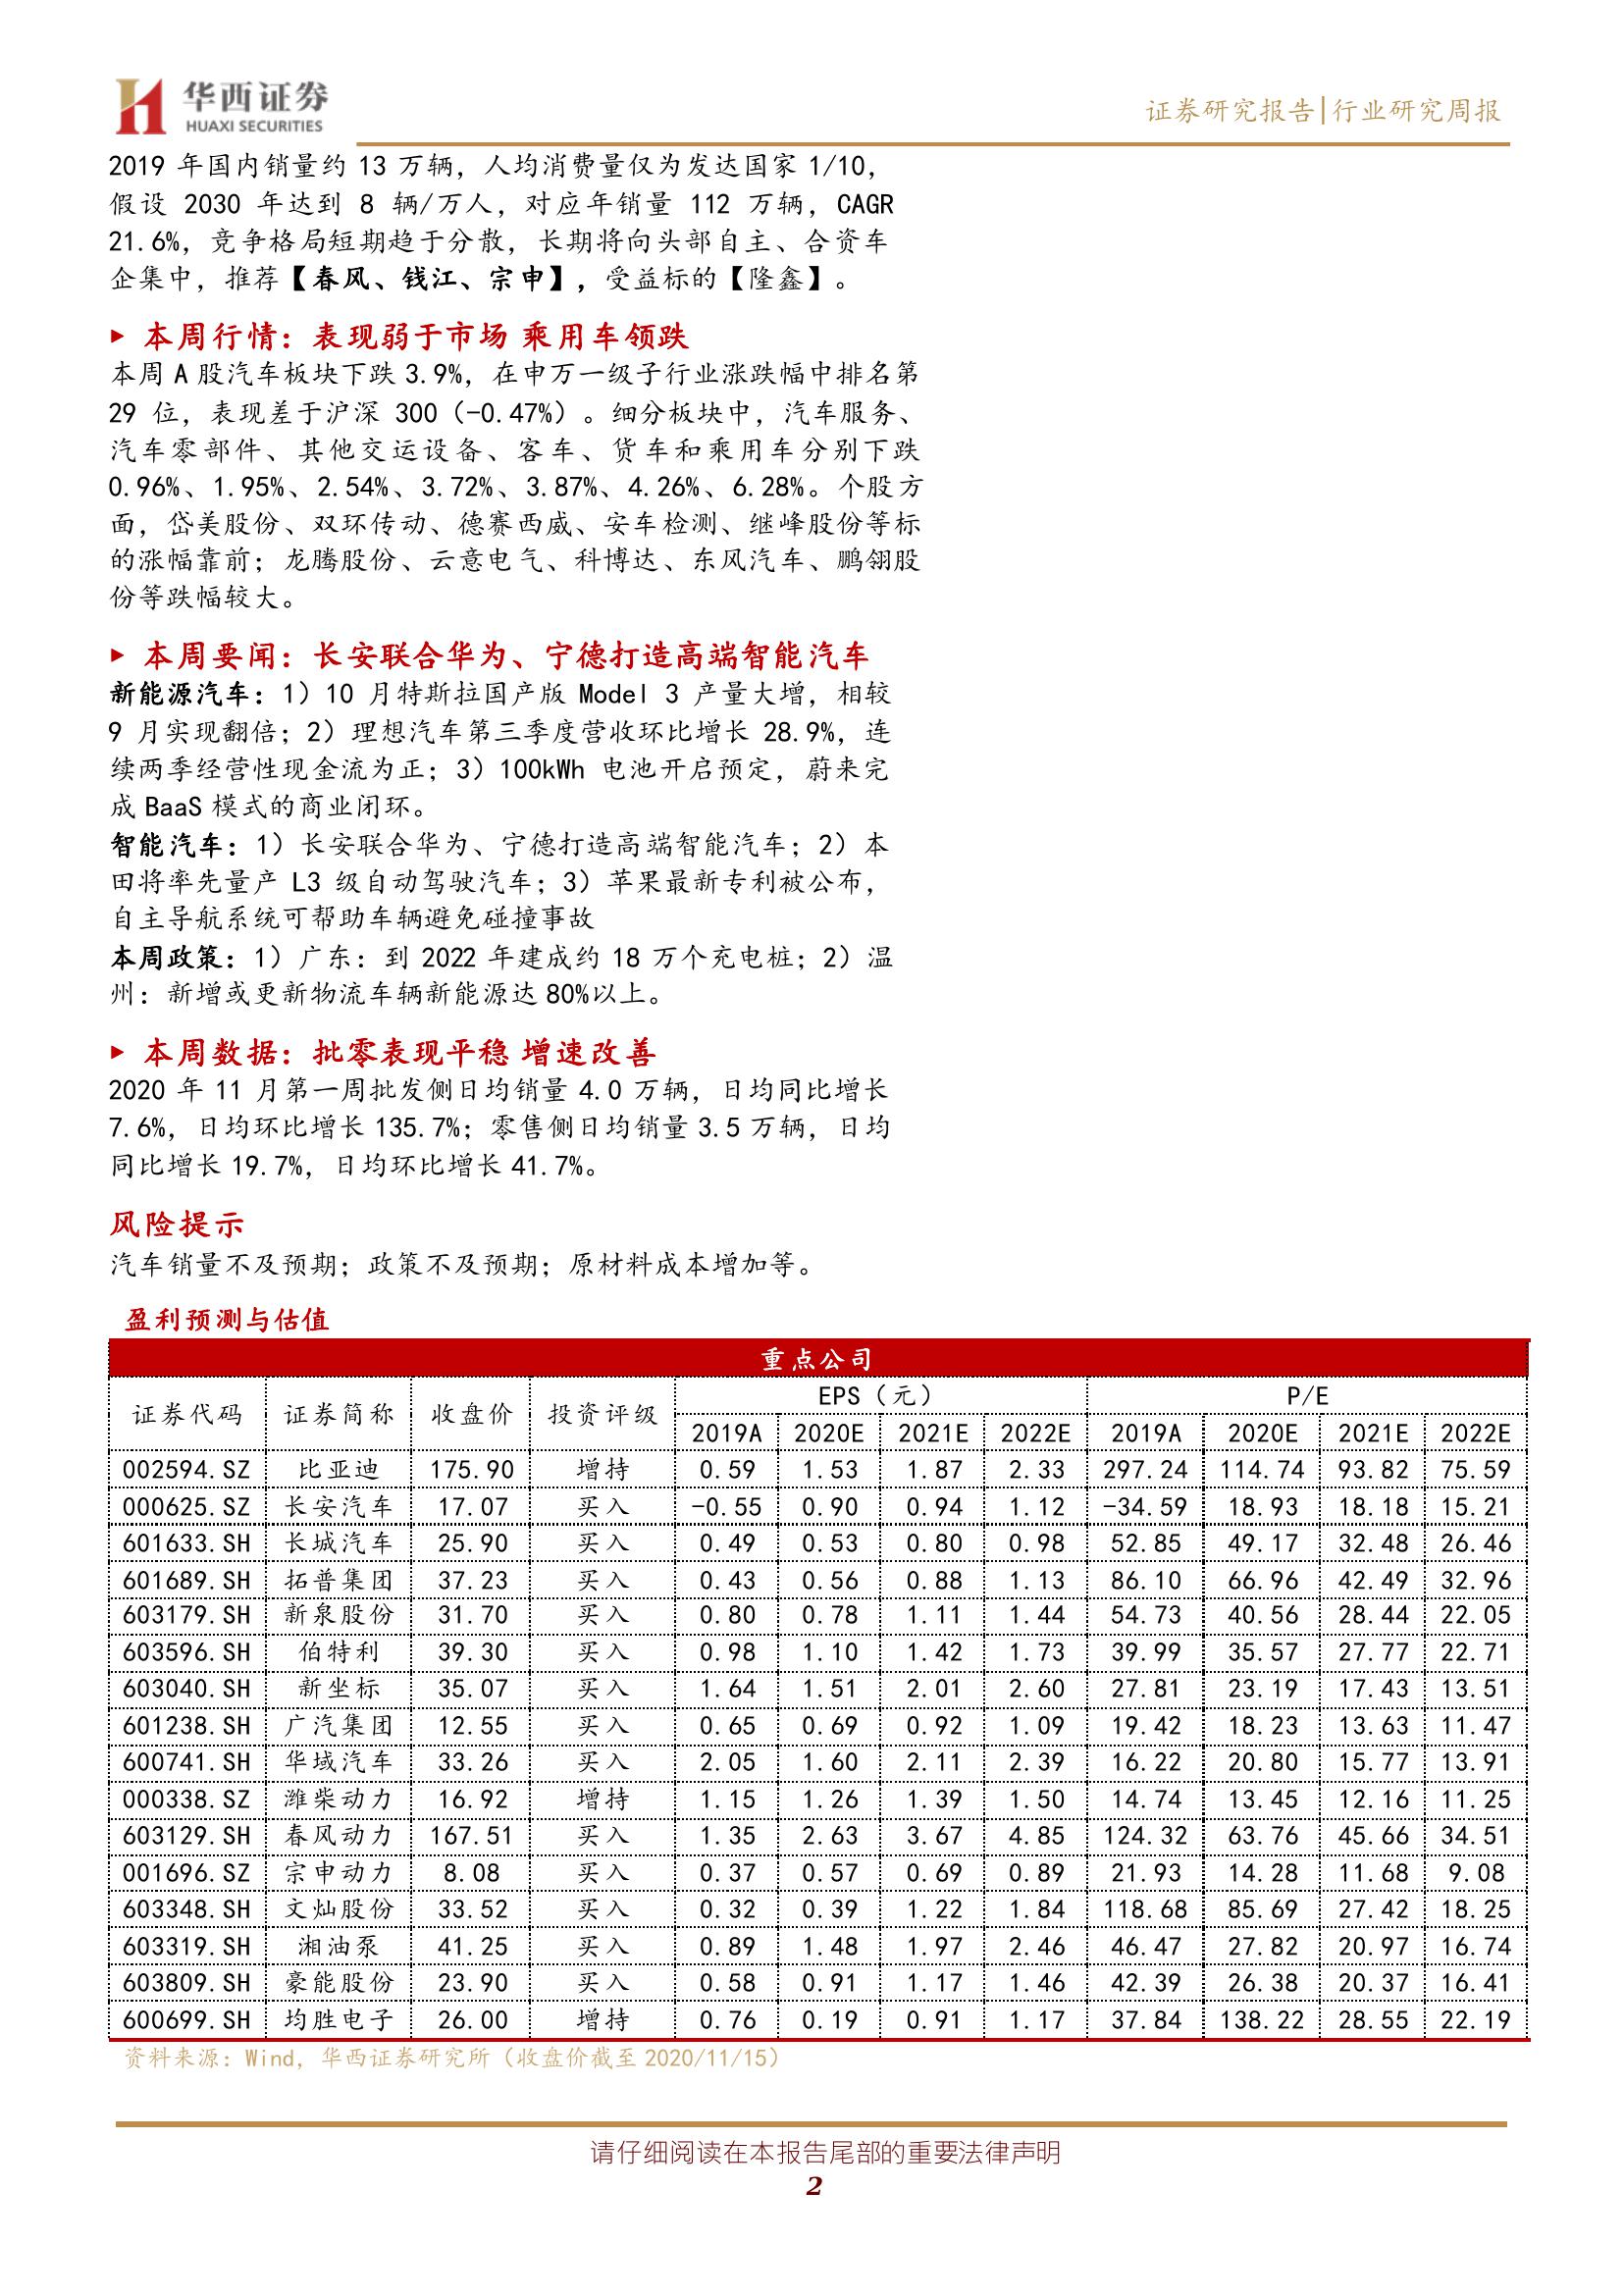 华西证券
HUAXI SECURITIES
证券研究报告|行业研究周报
2019 年国内销量约 13 万辆，人均消费量仅为发达国家 1/10，
假设 2030 年达到 8 辆/万人，对应年销量 112 万辆，CAGR
21.6%，竞争格局短期趋于分散，长期将向头部自主、合资车
企集中，推荐【春风、钱江、宗申】，受益标的【隆鑫】。
▶ 本周行情：表现弱于市场 乘用车领跌
本周 A 股汽车板块下跌 3.9%，在申万一级子行业涨跌幅中排名第
29 位，表现差于沪深 300（-0.47%）。细分板块中，汽车服务、
汽车零部件、其他交运设备、客车、货车和乘用车分别下跌
0.96%、1.95%、2.54%、3.72%、3.87%、4.26%、6.28%。个股方
面，岱美股份、双环传动、德赛西威、安车检测、继峰股份等标
的涨幅靠前；龙腾股份、云意电气、科博达、东风汽车、鹏翎股
份等跌幅较大。
▶ 本周要闻：长安联合华为、宁德打造高端智能汽车
新能源汽车：1）10 月特斯拉国产版 Model 3 产量大增，相较
9 月实现翻倍；2）理想汽车第三季度营收环比增长 28.9%，连
续两季经营性现金流为正；3）100kWh 电池开启预定，蔚来完
成 BaaS 模式的商业闭环。
智能汽车：1）长安联合华为、宁德打造高端智能汽车；2）本
田将率先量产 L3 级自动驾驶汽车；3）苹果最新专利被公布，
自主导航系统可帮助车辆避免碰撞事故
本周政策：1）广东：到 2022 年建成约 18 万个充电桩；2）温
州：新增或更新物流车辆新能源达 80%以上。
▶ 本周数据：批零表现平稳 增速改善
2020 年 11 月第一周批发侧日均销量 4.0 万辆，日均同比增长
7.6%，日均环比增长 135.7%；零售侧日均销量 3.5 万辆，日均
同比增长 19.7%，日均环比增长 41.7%。
风险提示
汽车销量不及预期；政策不及预期；原材料成本增加等。
盈利预测与估值
重点公司
证券代码 证券简称 收盘价 投资评级 EPS（元） P/E
2019A 2020E 2021E 2022E 2019A 2020E 2021E 2022E
002594.SZ 比亚迪 175.90 增持 0.59 1.53 1.87 2.33 297.24 114.74 93.82 75.59
000625.SZ 长安汽车 17.07 买入 -0.55 0.90 0.94 1.12 -34.59 18.93 18.18 15.21
601633.SH 长城汽车 25.90 买入 0.49 0.53 0.80 0.98 52.85 49.17 32.48 26.46
601689.SH 拓普集团 37.23 买入 0.43 0.56 0.88 1.13 86.10 66.96 42.49 32.96
603179.SH 新泉股份 31.70 买入 0.80 0.78 1.11 1.44 54.73 40.56 28.44 22.05
603596.SH 伯特利 39.30 买入 0.98 1.10 1.42 1.73 39.99 35.57 27.77 22.71
603040.SH 新坐标 35.07 买入 1.64 1.51 2.01 2.60 27.81 23.19 17.43 13.51
601238.SH 广汽集团 12.55 买入 0.65 0.69 0.92 1.09 19.42 18.23 13.63 11.47
600741.SH 华域汽车 33.26 买入 2.05 1.60 2.11 2.39 16.22 20.80 15.77 13.91
000338.SZ 潍柴动力 16.92 增持 1.15 1.26 1.39 1.50 14.74 13.45 12.16 11.25
603129.SH 春风动力 167.51 买入 1.35 2.63 3.67 4.85 124.32 63.76 45.66 34.51
001696.SZ 宗申动力 8.08 买入 0.37 0.57 0.69 0.89 21.93 14.28 11.68 9.08
603348.SH 文灿股份 33.52 买入 0.32 0.39 1.22 1.84 118.68 85.69 27.42 18.25
603319.SH 湘油泵 41.25 买入 0.89 1.48 1.97 2.46 46.47 27.82 20.97 16.74
603809.SH 豪能股份 23.90 买入 0.58 0.91 1.17 1.46 42.39 26.38 20.37 16.41
600699.SH 均胜电子 26.00 增持 0.76 0.19 0.91 1.17 37.84 138.22 28.55 22.19
资料来源：Wind，华西证券研究所（收盘价截至 2020/11/15）
请仔细阅读在本报告尾部的重要法律声明
2